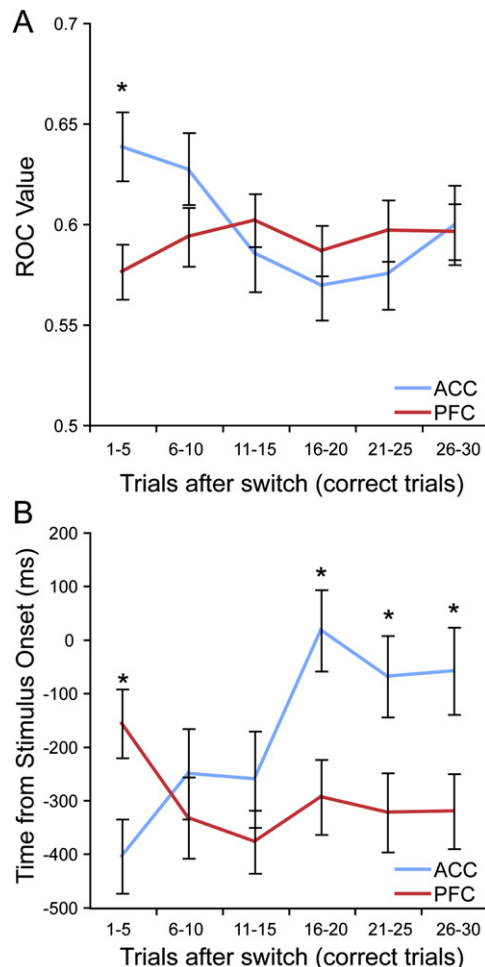 A
0.7
0.65
0.6
0.55
0.5
ROC Value
*
ACC
PFC
1-5 6-10 11-15 16-20 21-25 26-30
Trials after switch (correct trials)
B
200
100
0
-100
-200
-300
-400
-500
Time from Stimulus Onset (ms)
* * * *
ACC
PFC
1-5 6-10 11-15 16-20 21-25 26-30
Trials after switch (correct trials)